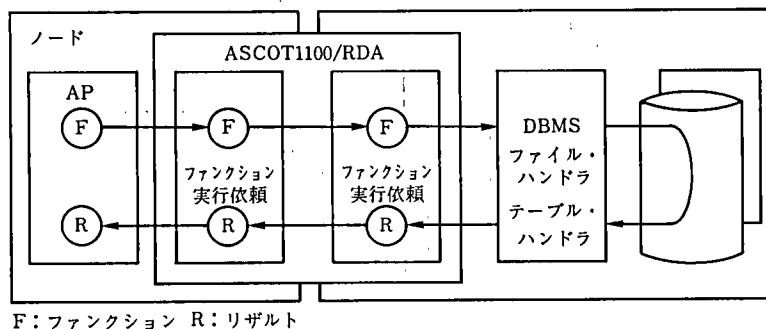 ノード
ASCOT1100/RDA
AP
F
F
F
DBMS
ファイル・
ハンドラ
テーブル・
ハンドラ
ファンクション
実行依頼
ファンクション
実行依頼
R
R
R
F：ファンクション R：リザルト